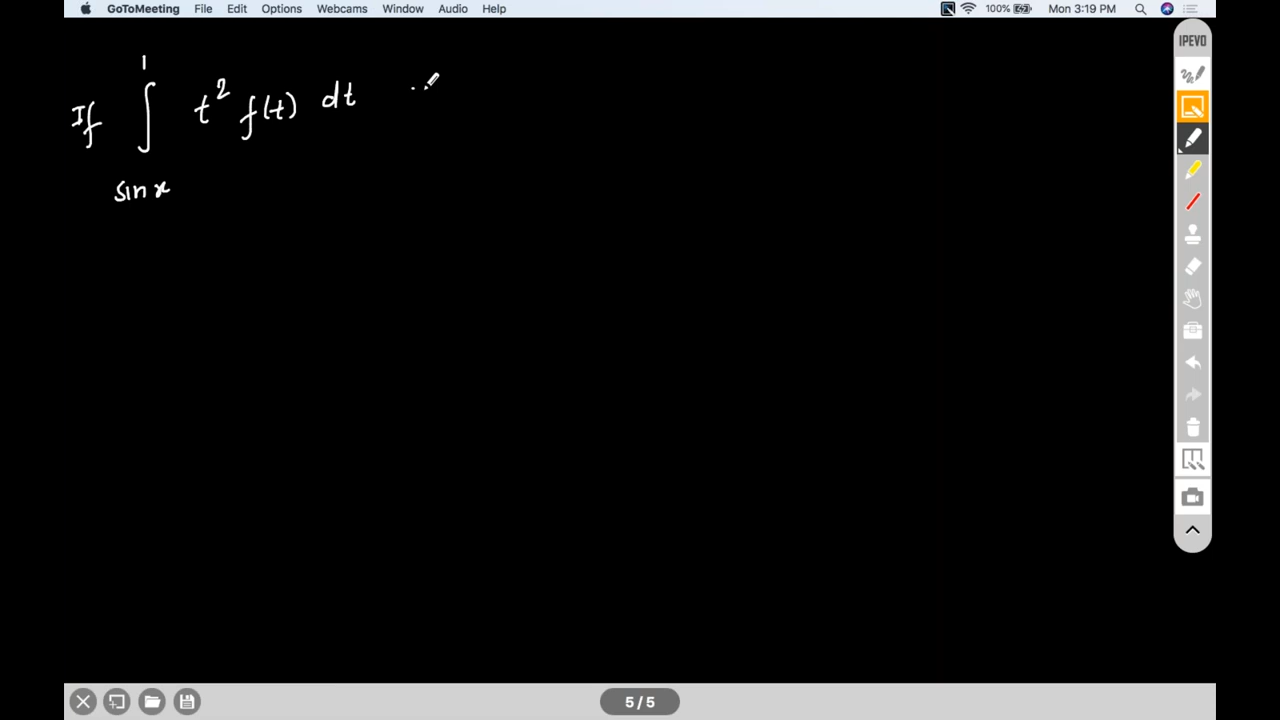 GoToMeeting File Edit Options Webcams Window Audio Help 100% Mon 3:19 PM
IPEVO
If ∫_{sin x}^{1} t² f(t) dt
5 / 5